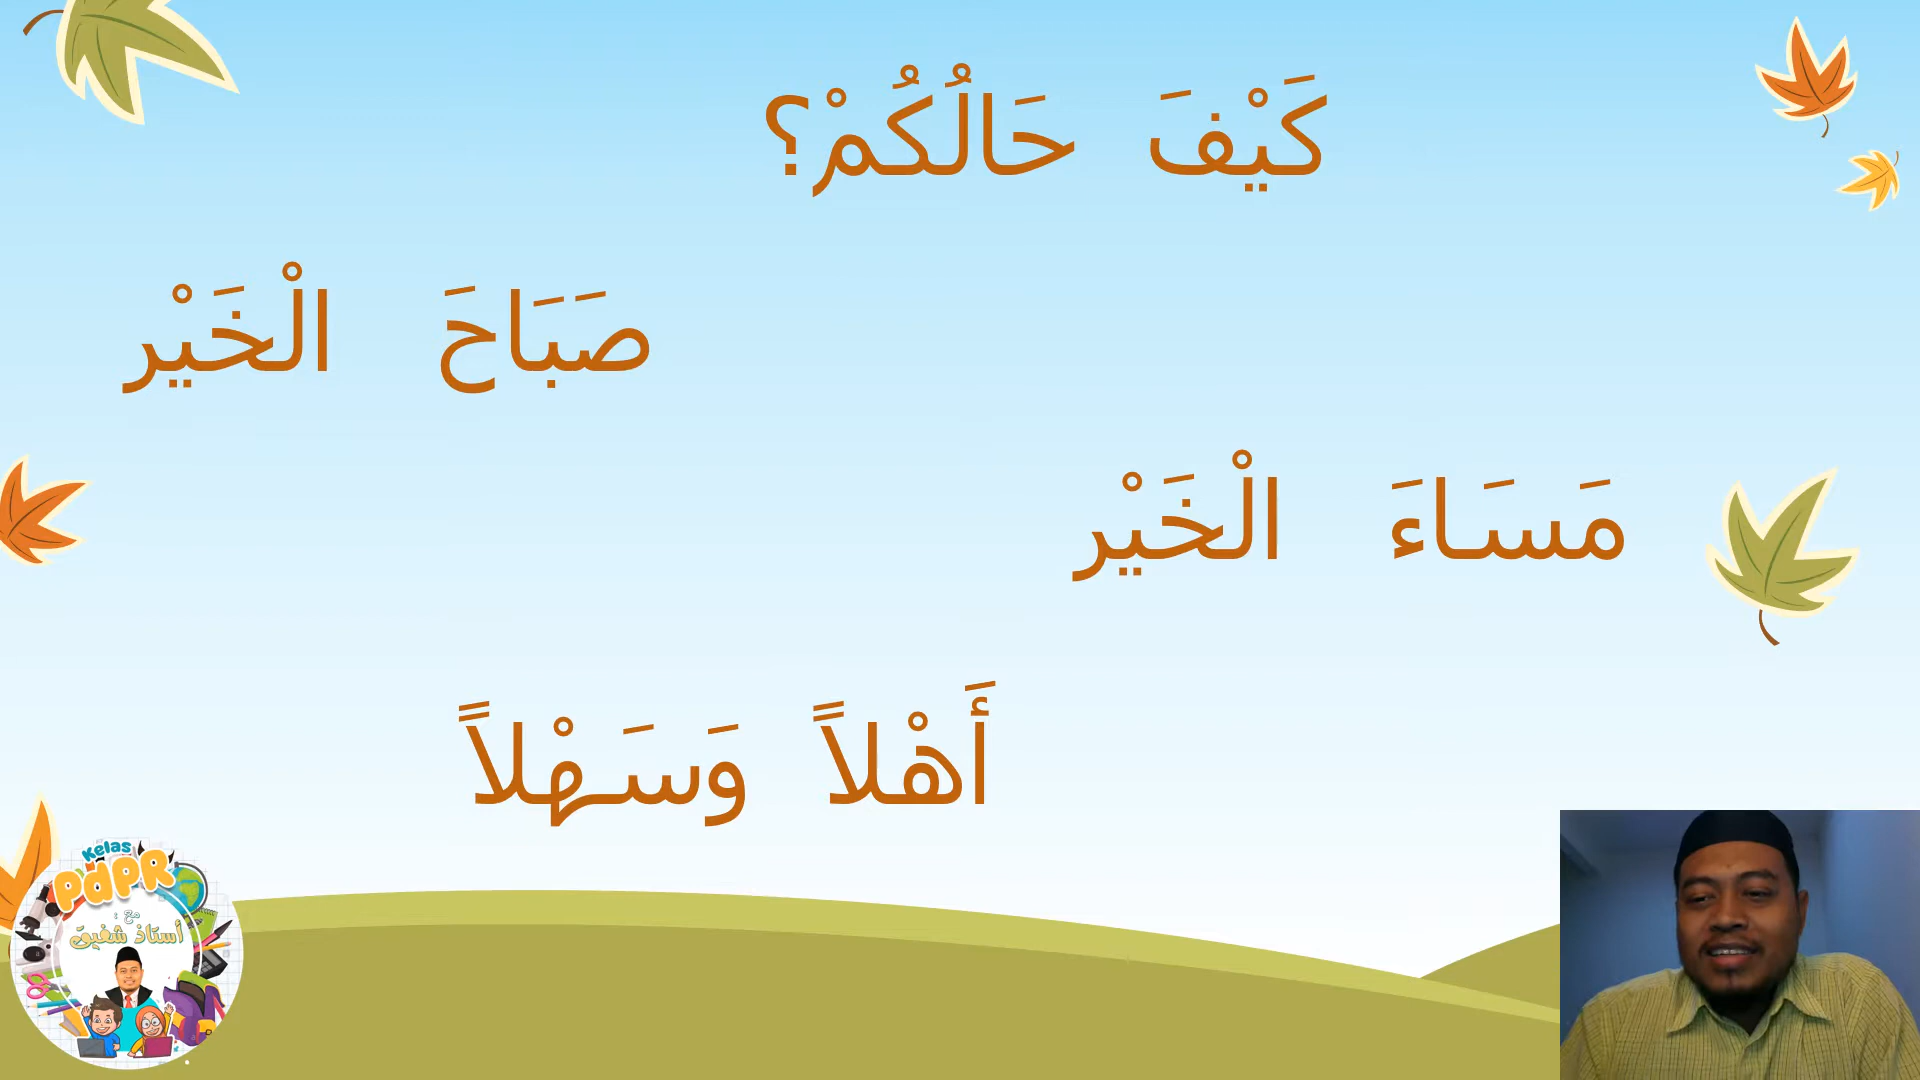 كَيْفَ حَالُكُمْ؟
صَبَاحَ الْخَيْر
مَسَاءَ الْخَيْر
أَهْلاً وَسَهْلاً
Kelas
PdPR
مع :
أستاذ شفيق